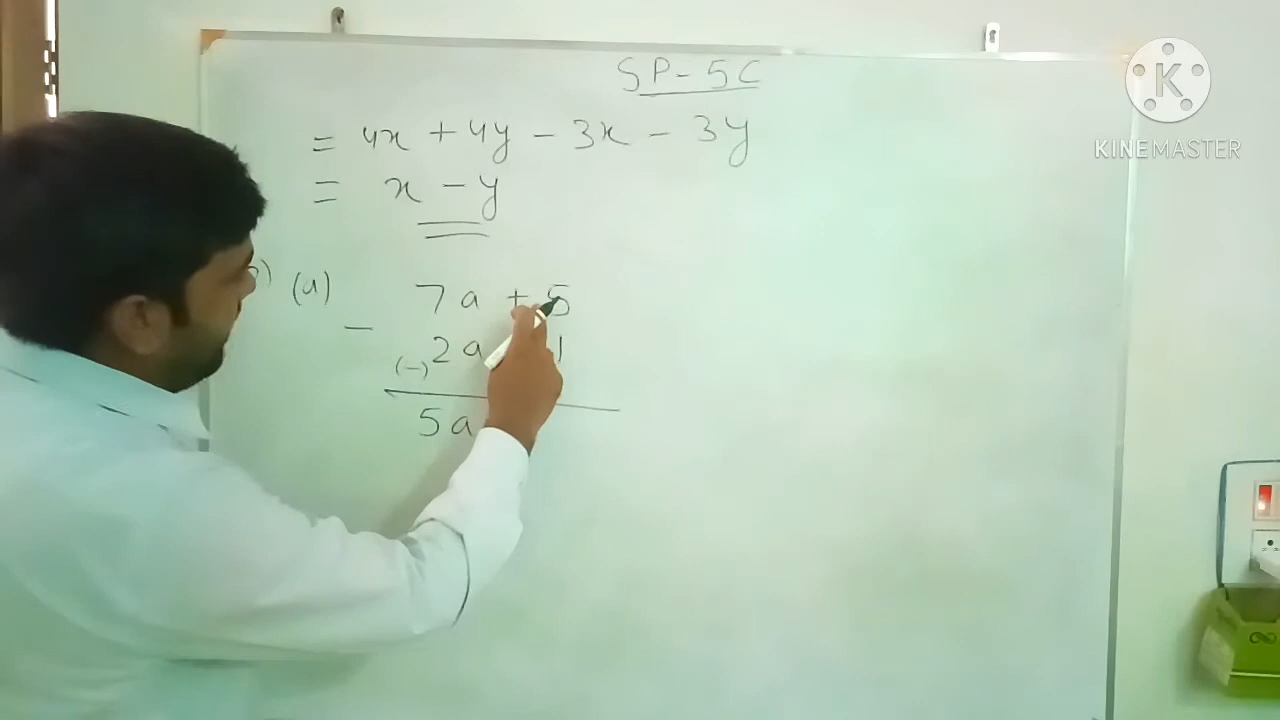 SP-5C
= 4x + 4y - 3x - 3y
= x - y
(a) 7a + 5
- 2a 1
(-)
5a
K
KINEMASTER